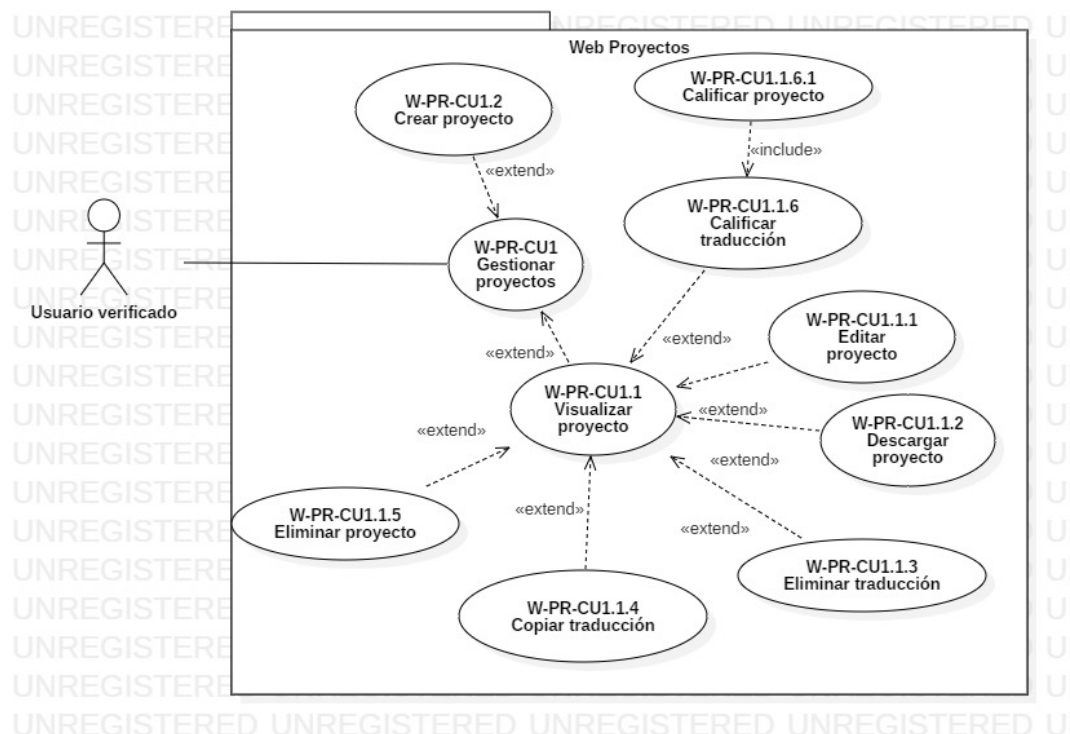 UNREGISTERED UNREGISTERED UNREGISTERED UNREGISTERED U
Web Proyectos
W-PR-CU1.2
Crear proyecto
W-PR-CU1.1.6.1
Calificar proyecto
«extend»
«include»
W-PR-CU1.1.6
Calificar
traducción
W-PR-CU1
Gestionar
proyectos
Usuario verificado
«extend»
«extend»
W-PR-CU1.1.1
Editar
proyecto
W-PR-CU1.1
Visualizar
proyecto
«extend»
W-PR-CU1.1.2
Descargar
proyecto
«extend»
«extend»
«extend»
«extend»
W-PR-CU1.1.5
Eliminar proyecto
W-PR-CU1.1.3
Eliminar traducción
W-PR-CU1.1.4
Copiar traducción